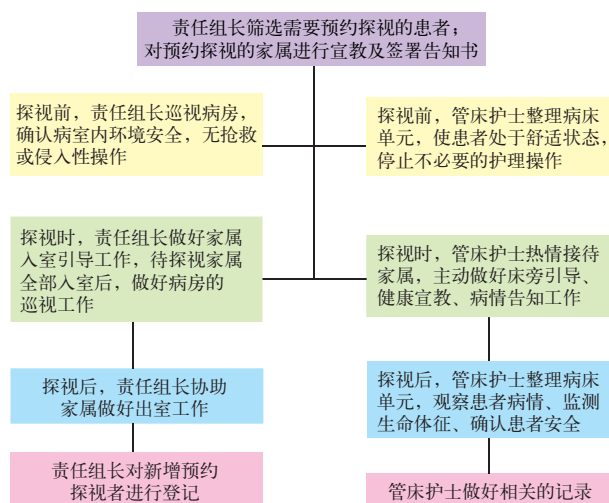 责任组长筛选需要预约探视的患者；
对预约探视的家属进行宣教及签署告知书
探视前，责任组长巡视病房，
确认病室内环境安全，无抢救
或侵入性操作
探视前，管床护士整理病床
单元，使患者处于舒适状态，
停止不必要的护理操作
探视时，责任组长做好家属
入室引导工作，待探视家属
全部入室后，做好病房的
巡视工作
探视时，管床护士热情接待
家属，主动做好床旁引导、
健康宣教、病情告知工作
探视后，责任组长协助
家属做好出室工作
探视后，管床护士整理病床
单元，观察患者病情、监测
生命体征、确认患者安全
责任组长对新增预约
探视者进行登记
管床护士做好相关的记录